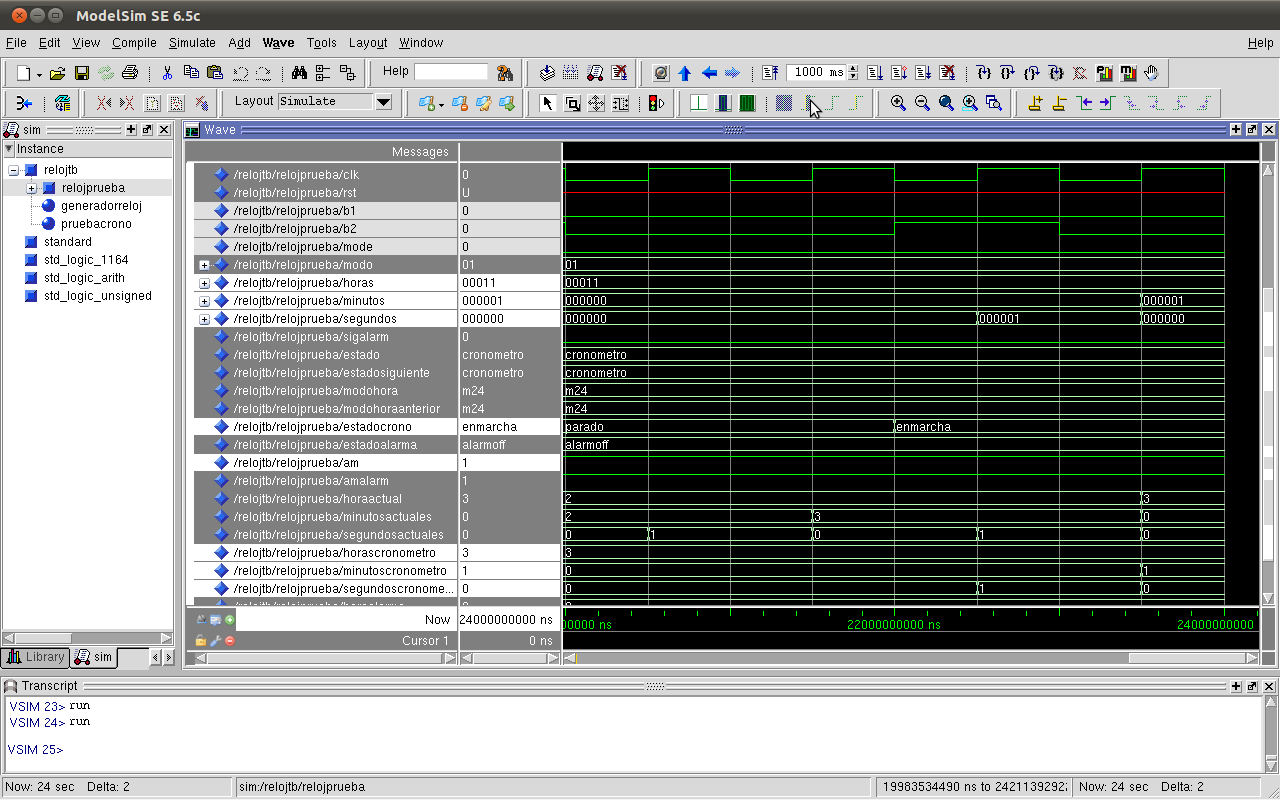 ModelSim SE 6.5c
File Edit View Compile Simulate Add Wave Tools Layout Window Help
Help 1000 ms
Layout Simulate
sim Wave
Instance Messages
relojtb
relojprueba
generadorreloj
pruebacrono
standard
std_logic_1164
std_logic_arith
std_logic_unsigned
/relojtb/relojprueba/clk 0
/relojtb/relojprueba/rst U
/relojtb/relojprueba/b1 0
/relojtb/relojprueba/b2 0
/relojtb/relojprueba/mode 0
/relojtb/relojprueba/modo 01 01
/relojtb/relojprueba/horas 00011 00011
/relojtb/relojprueba/minutos 000001 000000 000001
/relojtb/relojprueba/segundos 000000 000000 000001 000000
/relojtb/relojprueba/sigalarm 0
/relojtb/relojprueba/estado cronometro cronometro
/relojtb/relojprueba/estadosiguiente cronometro cronometro
/relojtb/relojprueba/modohora m24 m24
/relojtb/relojprueba/modohoraanterior m24 m24
/relojtb/relojprueba/estadocrono enmarcha parado enmarcha
/relojtb/relojprueba/estadoalarma alarmoff alarmoff
/relojtb/relojprueba/am 1
/relojtb/relojprueba/amalarm 1
/relojtb/relojprueba/horaactual 3 2 3
/relojtb/relojprueba/minutosactuales 0 2 3 0
/relojtb/relojprueba/segundosactuales 0 0 1 0 1 0
/relojtb/relojprueba/horascronometro 3 3
/relojtb/relojprueba/minutoscronometro 1 0 1
/relojtb/relojprueba/segundoscronome... 0 0 1 0
Now 24000000000 ns 00000 ns 22000000000 ns 24000000000
Cursor 1 0 ns
Library sim
Transcript
VSIM 23> run
VSIM 24> run
VSIM 25>
Now: 24 sec Delta: 2 sim:/relojtb/relojprueba 19983534490 ns to 2421139292 Now: 24 sec Delta: 2